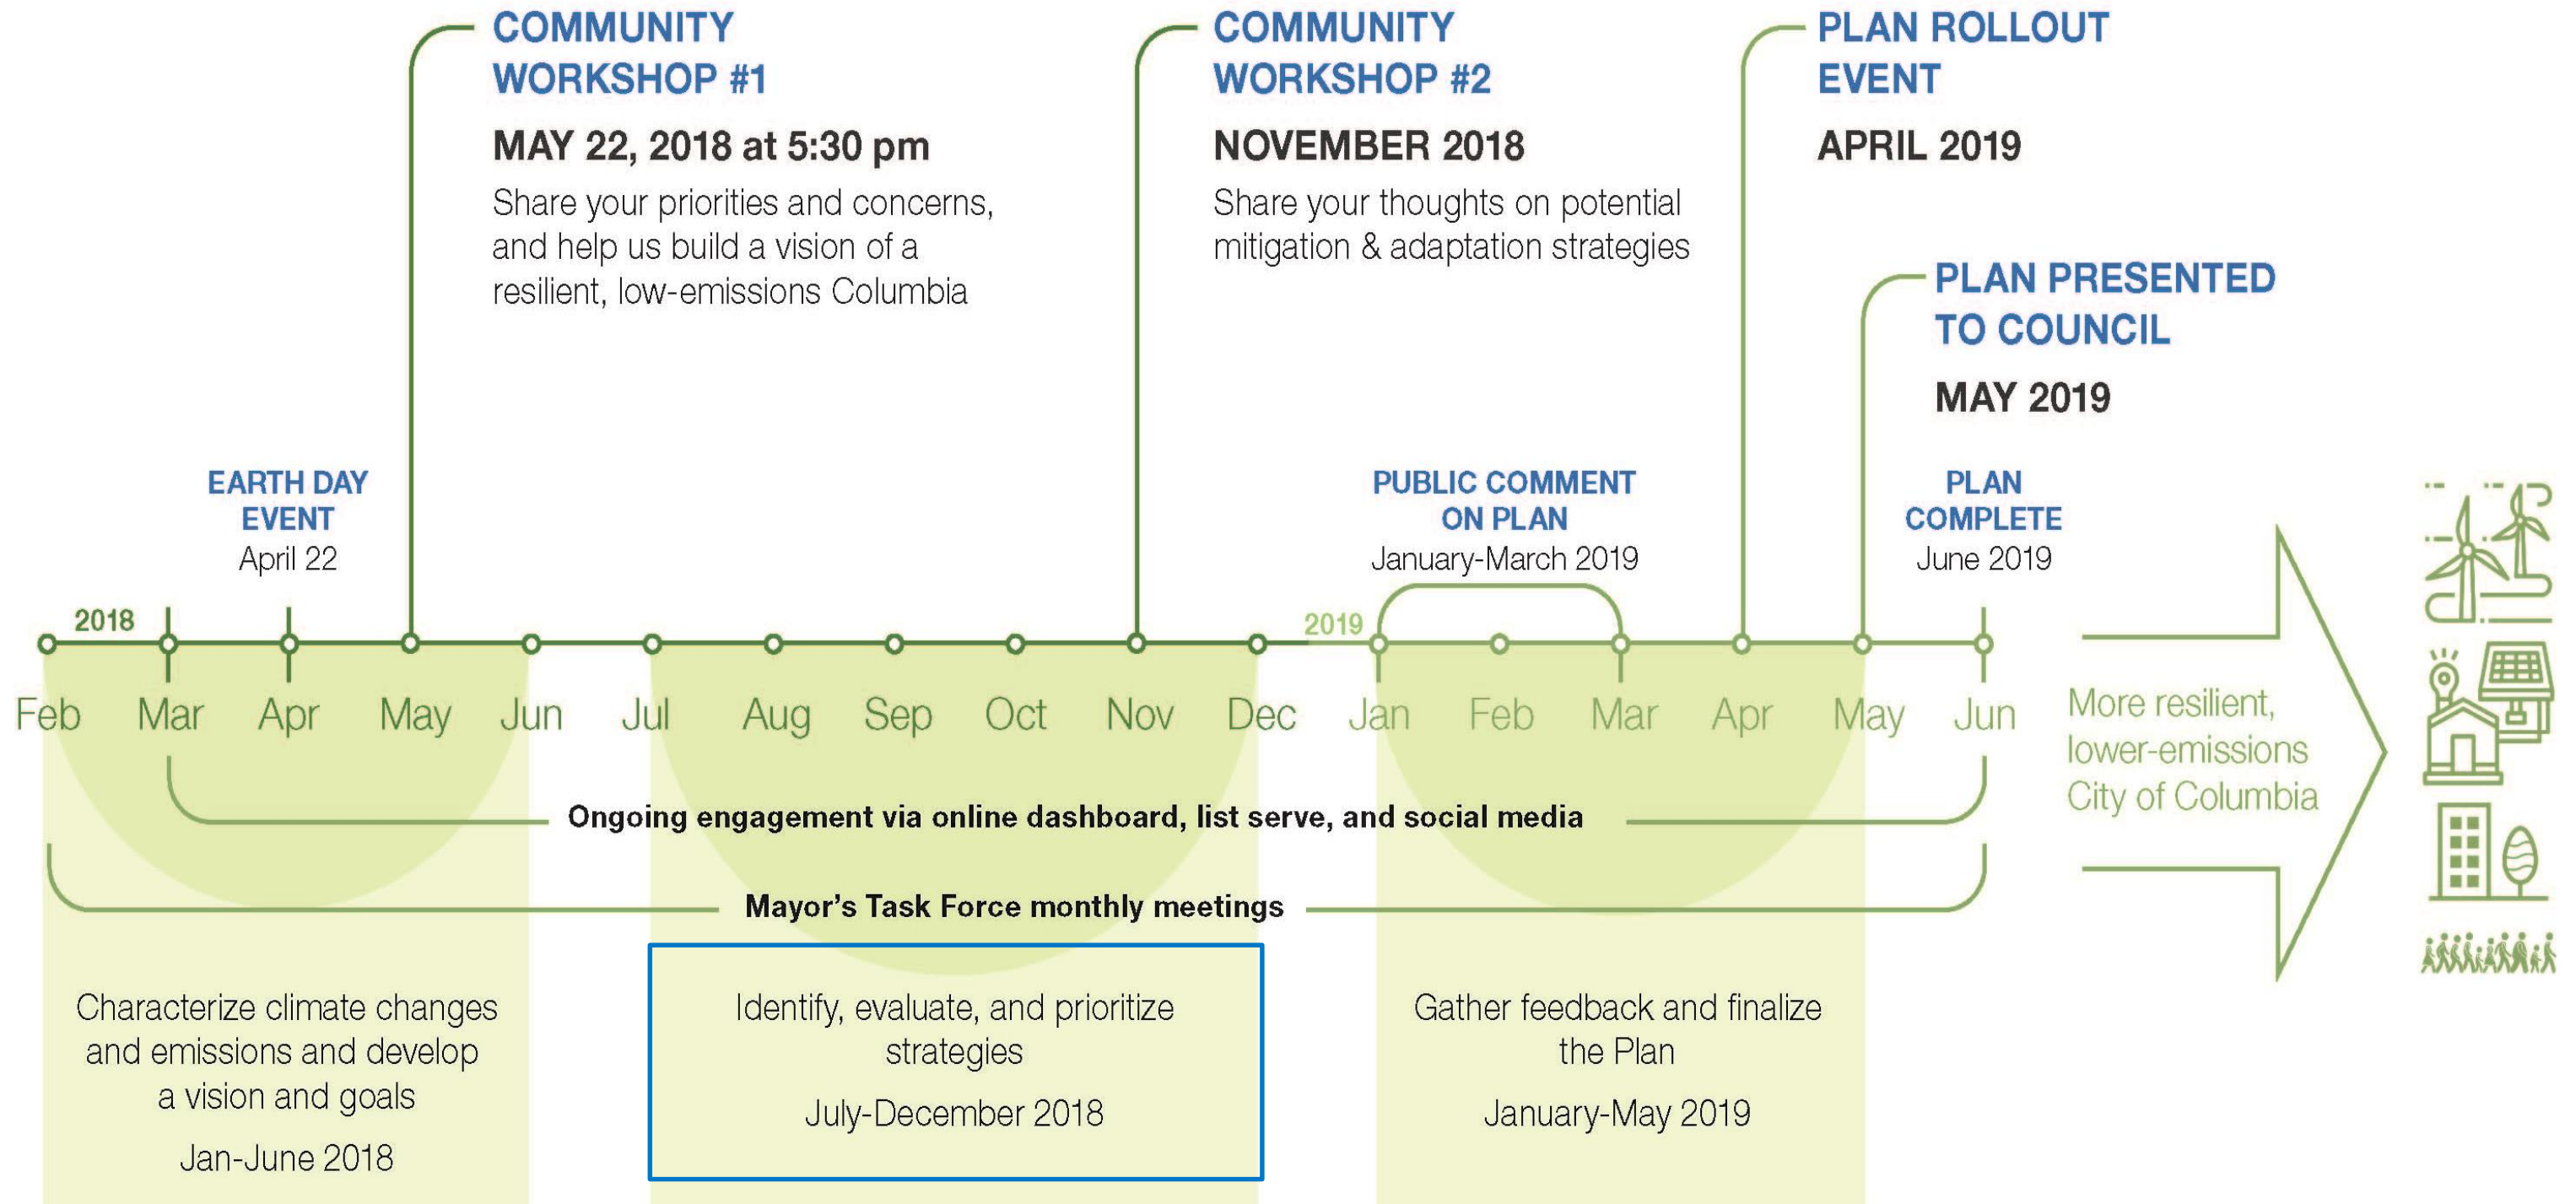 COMMUNITY
WORKSHOP #1
MAY 22, 2018 at 5:30 pm
Share your priorities and concerns,
and help us build a vision of a
resilient, low-emissions Columbia
COMMUNITY
WORKSHOP #2
NOVEMBER 2018
Share your thoughts on potential
mitigation & adaptation strategies
PLAN ROLLOUT
EVENT
APRIL 2019
PLAN PRESENTED
TO COUNCIL
MAY 2019
EARTH DAY
EVENT
April 22
PUBLIC COMMENT
ON PLAN
January-March 2019
PLAN
COMPLETE
June 2019
2018
2019
Feb Mar Apr May Jun Jul Aug Sep Oct Nov Dec Jan Feb Mar Apr May Jun
More resilient,
lower-emissions
City of Columbia
Ongoing engagement via online dashboard, list serve, and social media
Mayor's Task Force monthly meetings
Characterize climate changes
and emissions and develop
a vision and goals
Jan-June 2018
Identify, evaluate, and prioritize
strategies
July-December 2018
Gather feedback and finalize
the Plan
January-May 2019